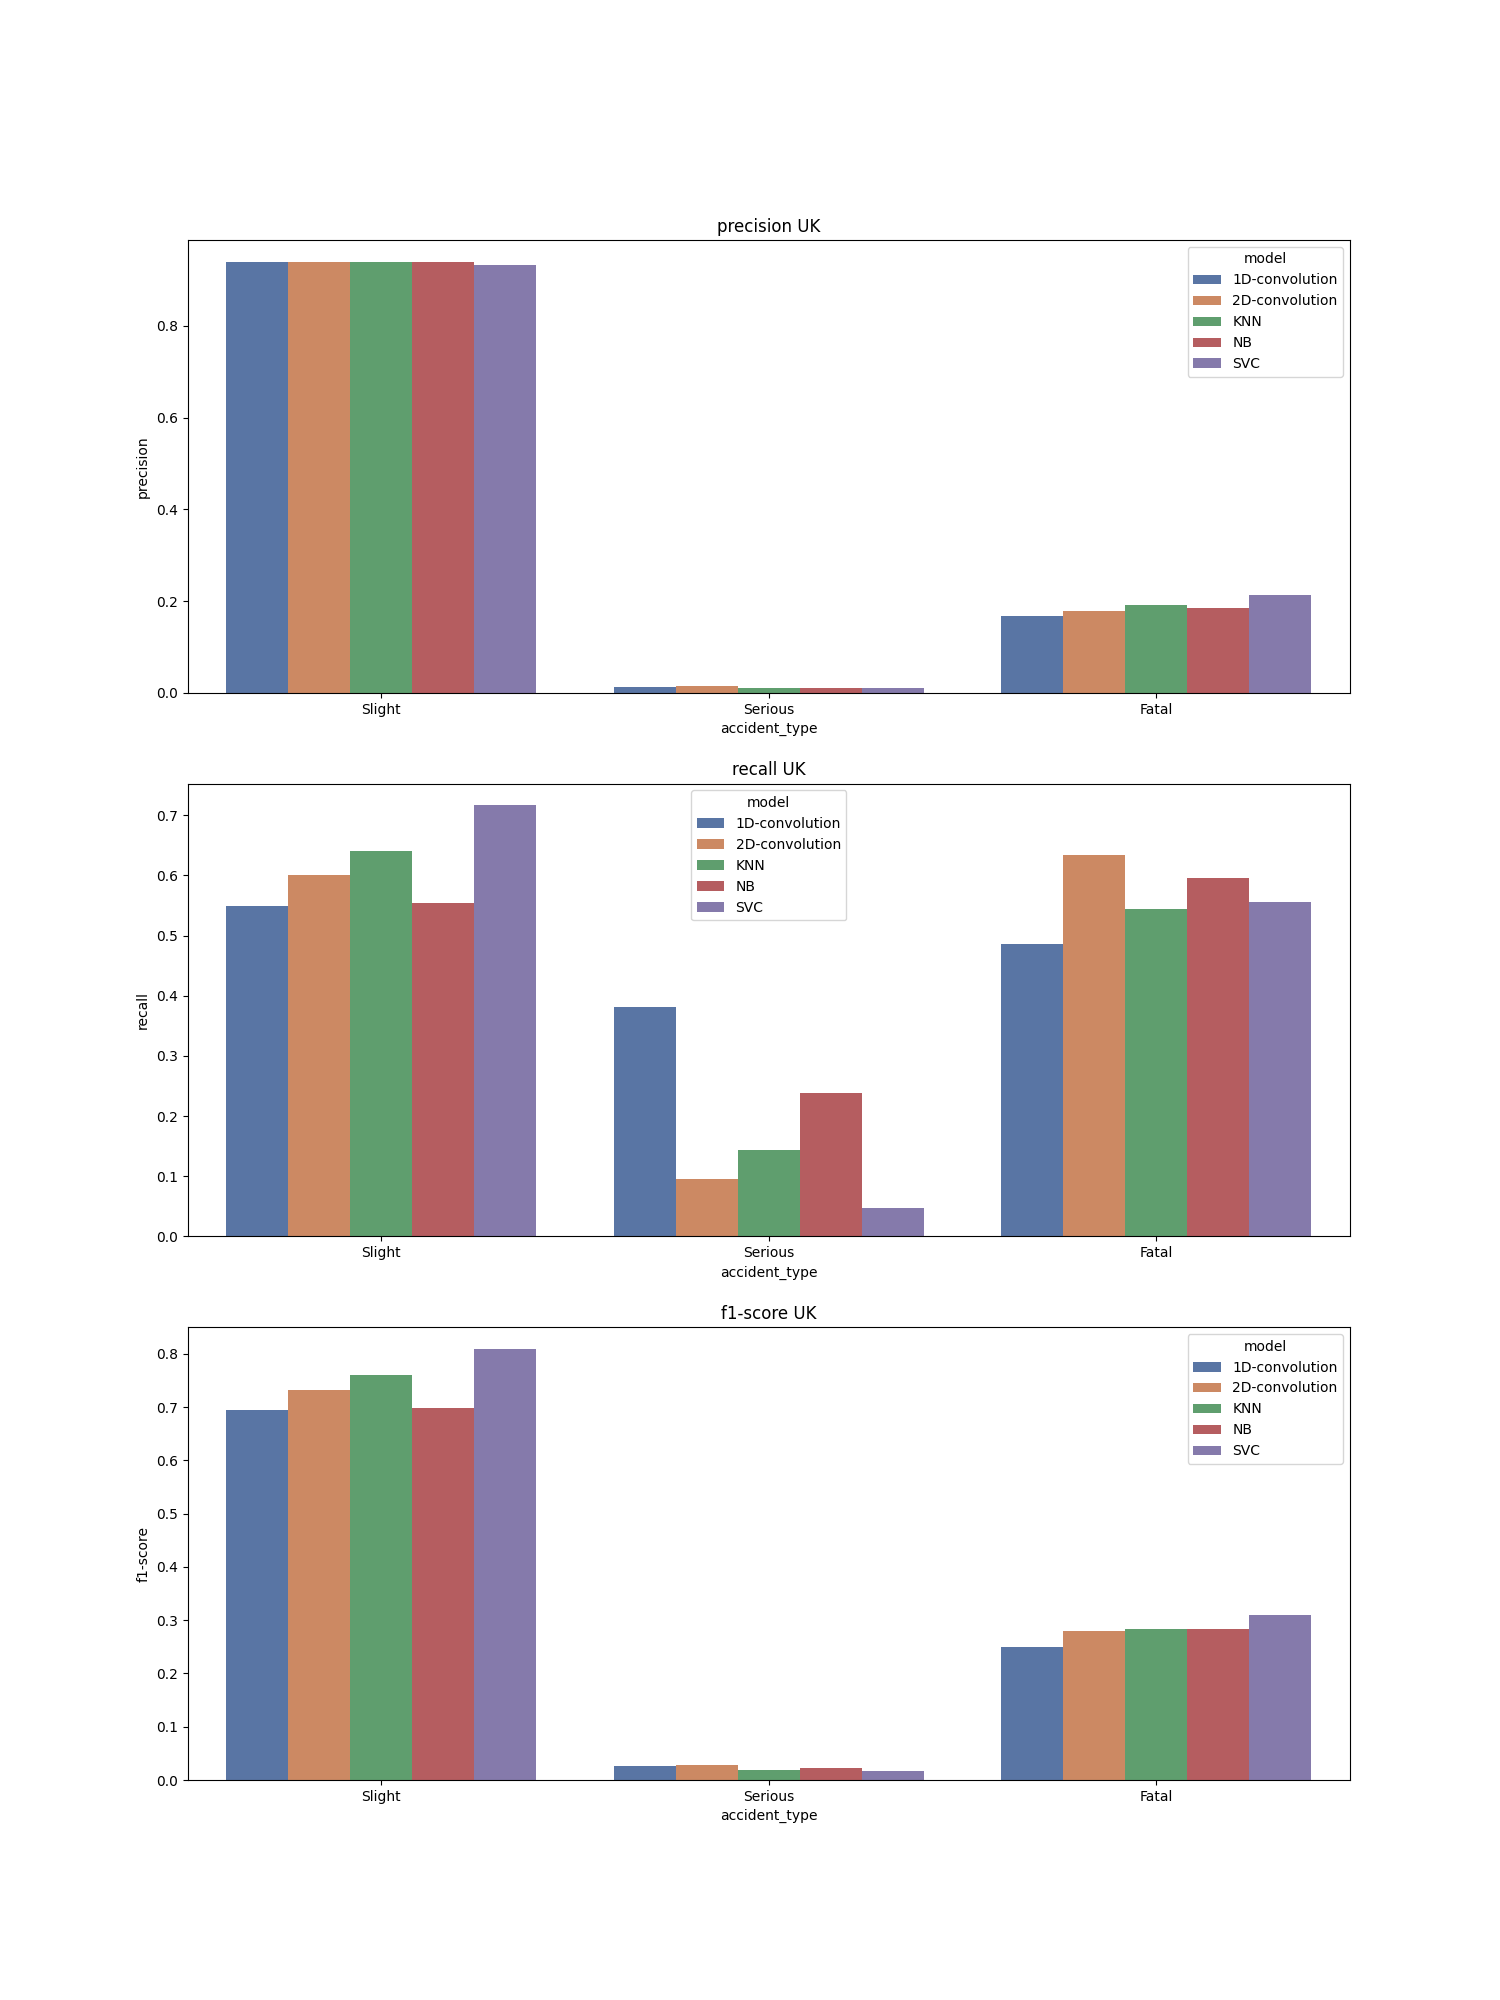 precision UK
model
1D-convolution
2D-convolution
KNN
NB
SVC
0.8
0.6
0.4
0.2
0.0
precision
Slight Serious Fatal
accident_type
recall UK
model
1D-convolution
2D-convolution
KNN
NB
SVC
0.7
0.6
0.5
0.4
0.3
0.2
0.1
0.0
recall
Slight Serious Fatal
accident_type
f1-score UK
model
1D-convolution
2D-convolution
KNN
NB
SVC
0.8
0.7
0.6
0.5
0.4
0.3
0.2
0.1
0.0
f1-score
Slight Serious Fatal
accident_type